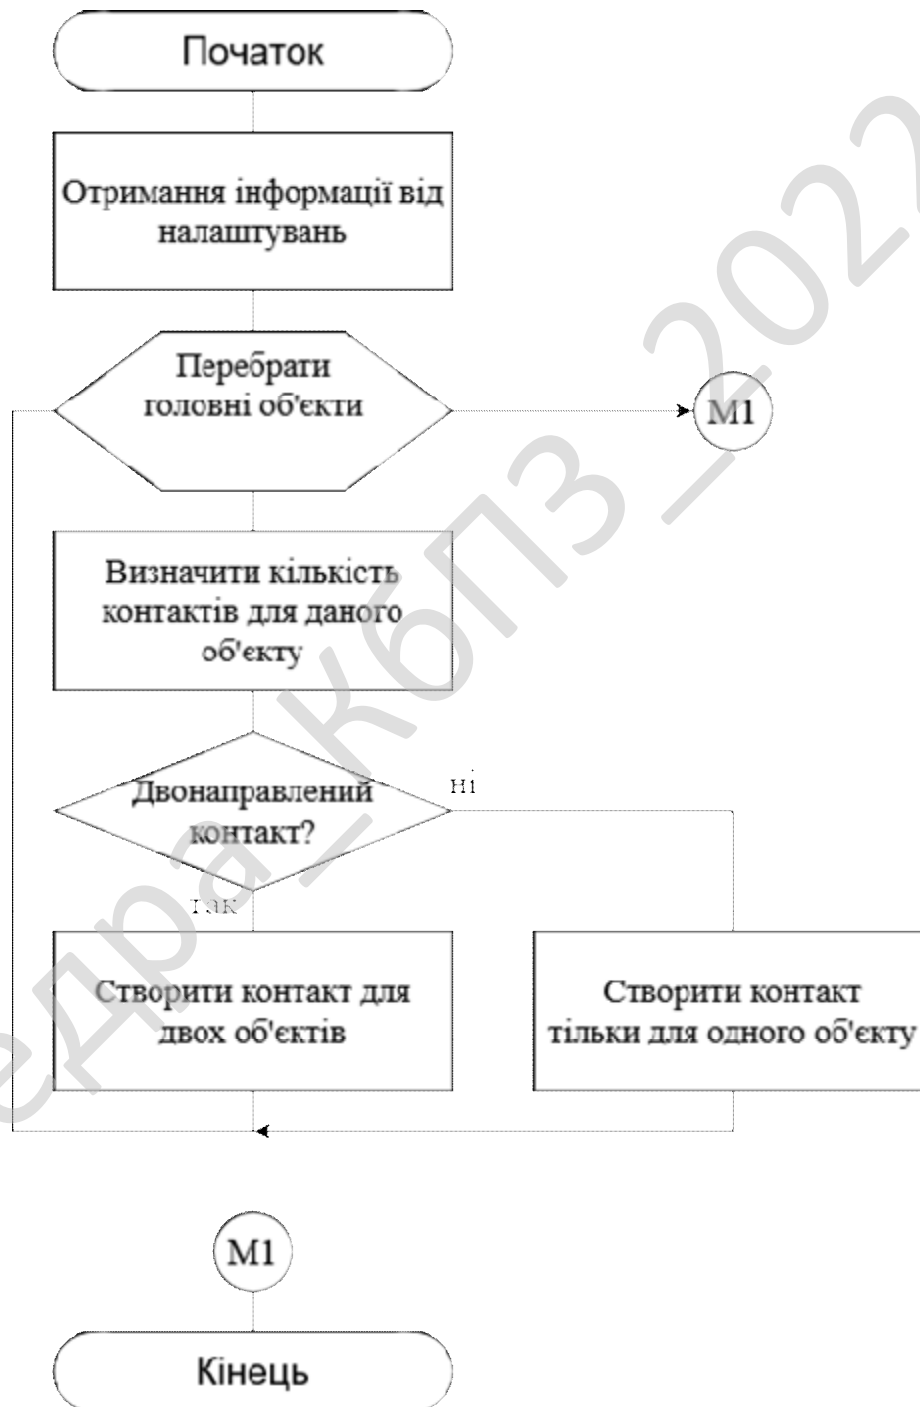 Початок
Отримання інформації від
налаштувань
Перебрати
головні об'єкти
М1
Визначити кількість
контактів для даного
об'єкту
Двонаправлений
контакт?
ні
так
Створити контакт для
двох об'єктів
Створити контакт
тільки для одного об'єкту
М1
Кінець
едра_КбПЗ_2022